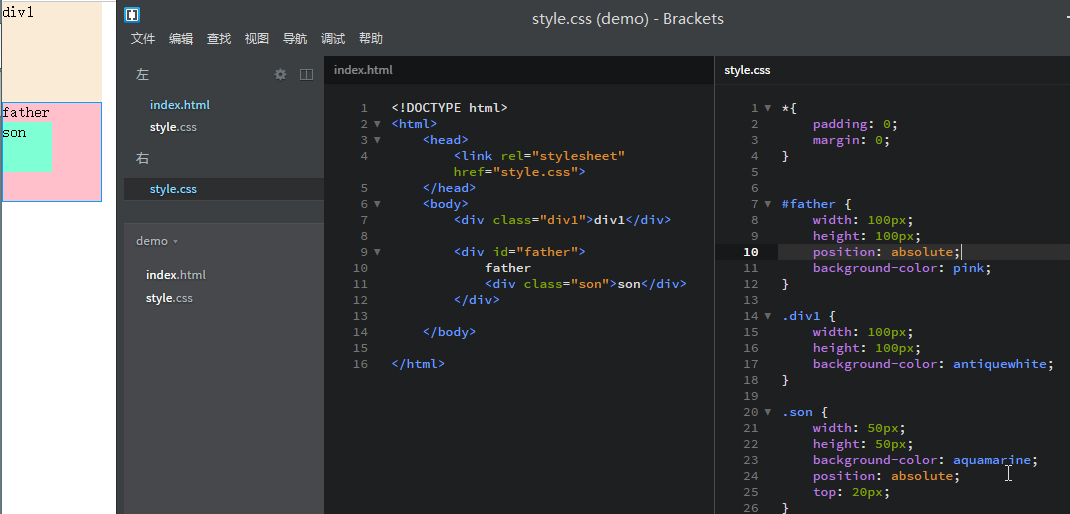 div1
father
son
style.css (demo) - Brackets
文件 编辑 查找 视图 导航 调试 帮助
左
index.html
style.css
右
style.css
demo
index.html
style.css
index.html
1 <!DOCTYPE html>
2 <html>
3 <head>
4 <link rel="stylesheet"
href="style.css">
5 </head>
6 <body>
7 <div class="div1">div1</div>
8
9 <div id="father">
10 father
11 <div class="son">son</div>
12 </div>
13
14 </body>
15
16 </html>
style.css
1 *{
2 padding: 0;
3 margin: 0;
4 }
5
6
7 #father {
8 width: 100px;
9 height: 100px;
10 position: absolute;
11 background-color: pink;
12 }
13
14 .div1 {
15 width: 100px;
16 height: 100px;
17 background-color: antiquewhite;
18 }
19
20 .son {
21 width: 50px;
22 height: 50px;
23 background-color: aquamarine;
24 position: absolute;
25 top: 20px;
26 }